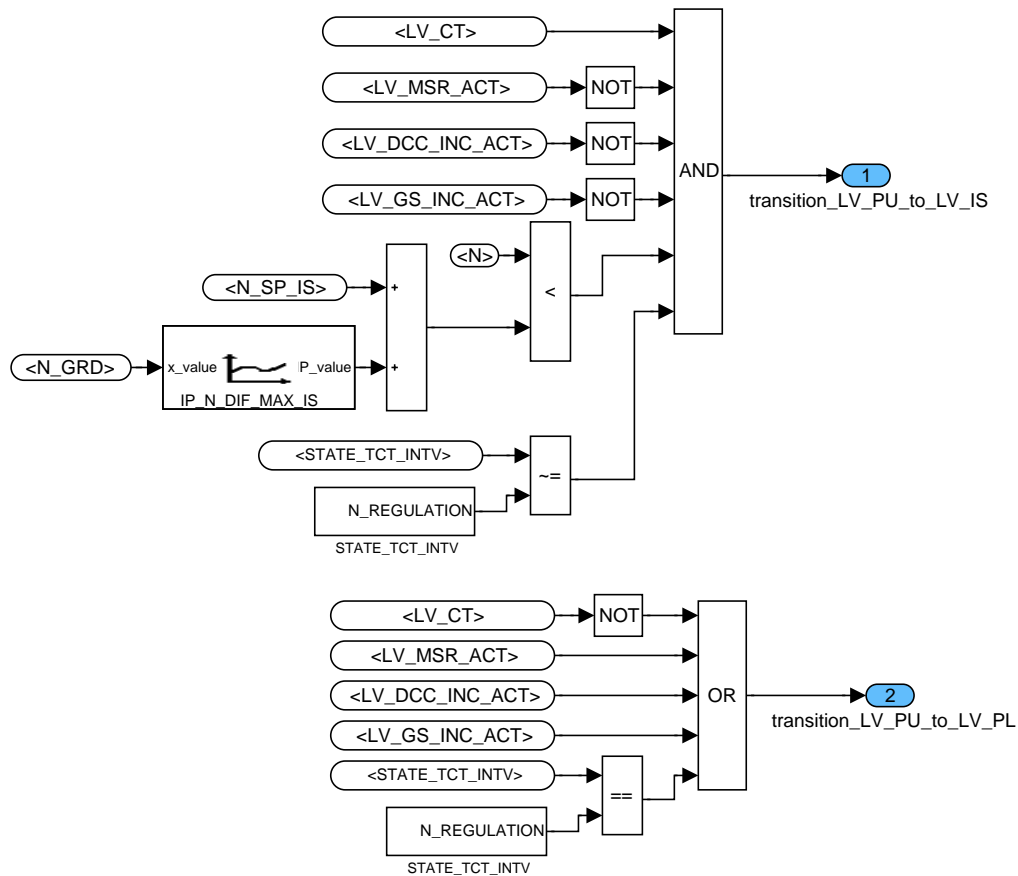 <LV_CT>
<LV_MSR_ACT>
NOT
<LV_DCC_INC_ACT>
NOT
<LV_GS_INC_ACT>
NOT
AND
1
transition_LV_PU_to_LV_IS
<N>
<N_SP_IS>
+
<
<N_GRD>
x_value
P_value
+
IP_N_DIF_MAX_IS
<STATE_TCT_INTV>
~=
N_REGULATION
STATE_TCT_INTV
<LV_CT>
NOT
<LV_MSR_ACT>
<LV_DCC_INC_ACT>
OR
2
transition_LV_PU_to_LV_PL
<LV_GS_INC_ACT>
<STATE_TCT_INTV>
==
N_REGULATION
STATE_TCT_INTV